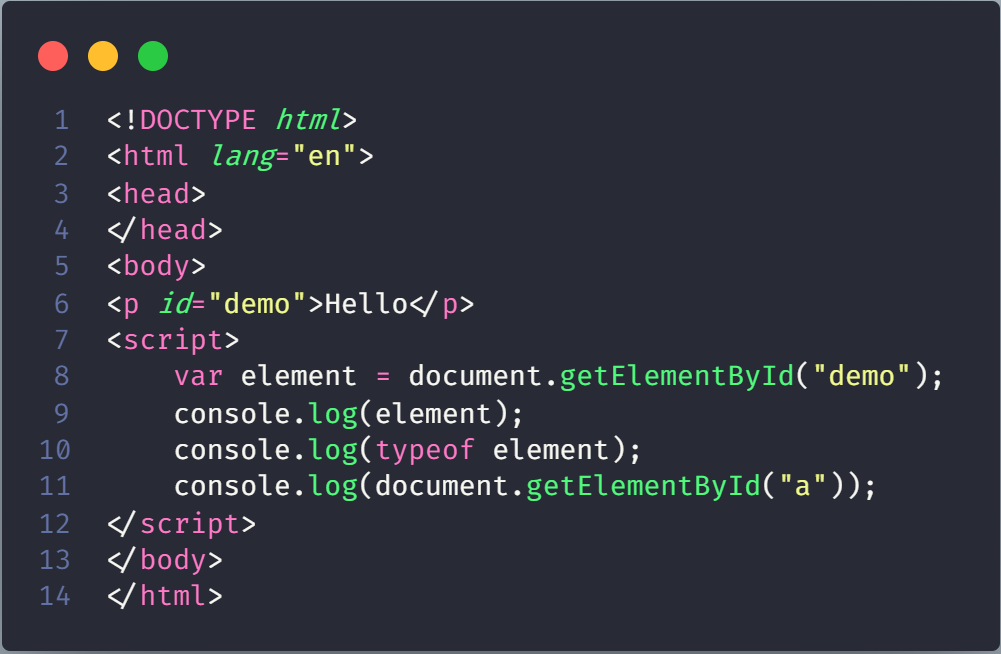 1 <!DOCTYPE html>
2 <html lang="en">
3 <head>
4 </head>
5 <body>
6 <p id="demo">Hello</p>
7 <script>
8     var element = document.getElementById("demo");
9     console.log(element);
10     console.log(typeof element);
11     console.log(document.getElementById("a"));
12 </script>
13 </body>
14 </html>